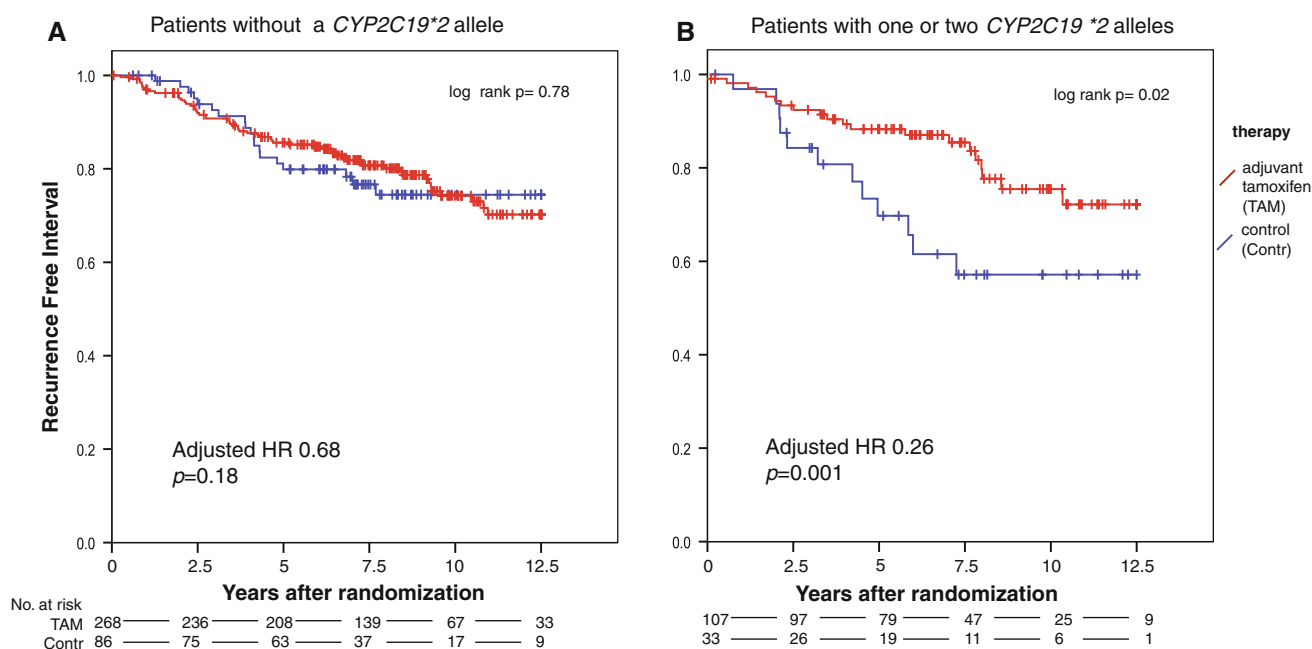 A
Patients without a CYP2C19*2 allele
log rank p= 0.78
Recurrence Free Interval
1.0
0.8
0.6
0.4
0.2
0.0
Adjusted HR 0.68
p=0.18
0 2.5 5 7.5 10 12.5
Years after randomization
No. at risk
TAM 268 236 208 139 67 33
Contr 86 75 63 37 17 9
B
Patients with one or two CYP2C19 *2 alleles
log rank p= 0.02
1.0
0.8
0.6
0.4
0.2
0.0
Adjusted HR 0.26
p=0.001
0 2.5 5 7.5 10 12.5
Years after randomization
107 97 79 47 25 9
33 26 19 11 6 1
therapy
adjuvant
tamoxifen
(TAM)
control
(Contr)